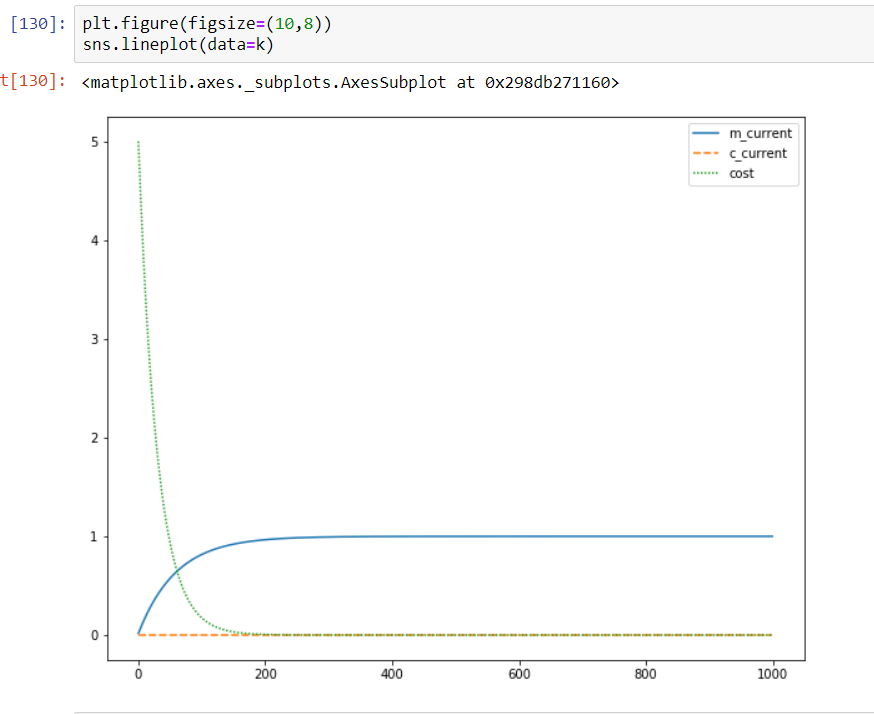 [130]: plt.figure(figsize=(10,8))
sns.lineplot(data=k)
t[130]: <matplotlib.axes._subplots.AxesSubplot at 0x298db271160>
m_current
c_current
cost
5
4
3
2
1
0
0 200 400 600 800 1000